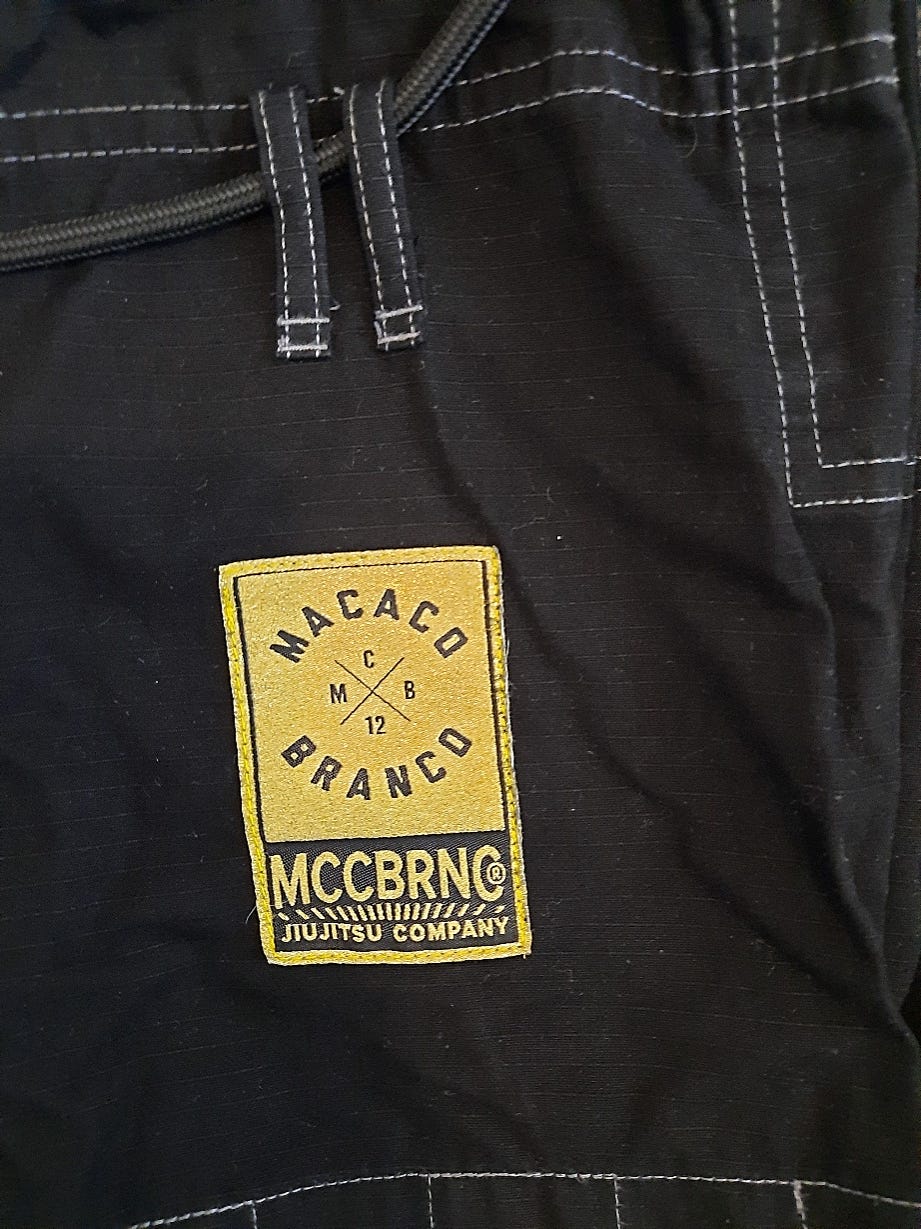 MACACO
C
M B
12
BRANCO
MCCBRNC®
JIUJITSU COMPANY